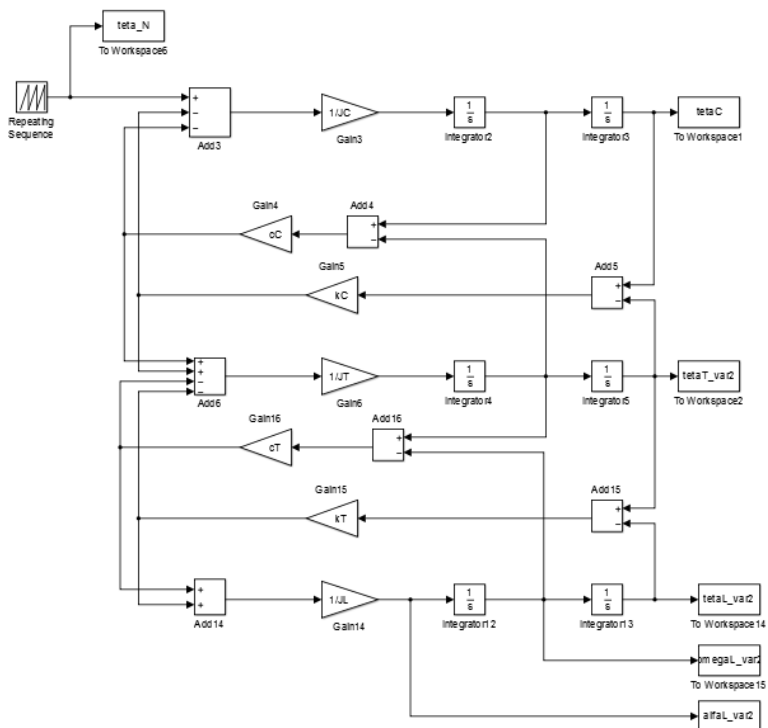 teta_N
To Workspace6
Repeating
Sequence
+
−
−
Add3
1/JC
Gain3
1
s
Integrator2
1
s
Integrator3
tetaC
To Workspace1
Gain4
cC
Add4
+
−
Gain5
kC
Add5
+
−
+
+
−
−
Add6
1/JT
Gain6
1
s
Integrator4
1
s
Integrator5
tetaT_var2
To Workspace2
Gain16
cT
Add16
+
−
Gain15
kT
Add15
+
−
+
+
Add14
1/JL
Gain14
1
s
Integrator12
1
s
Integrator13
tetaL_var2
To Workspace14
omegaL_var2
To Workspace15
alfaL_var2